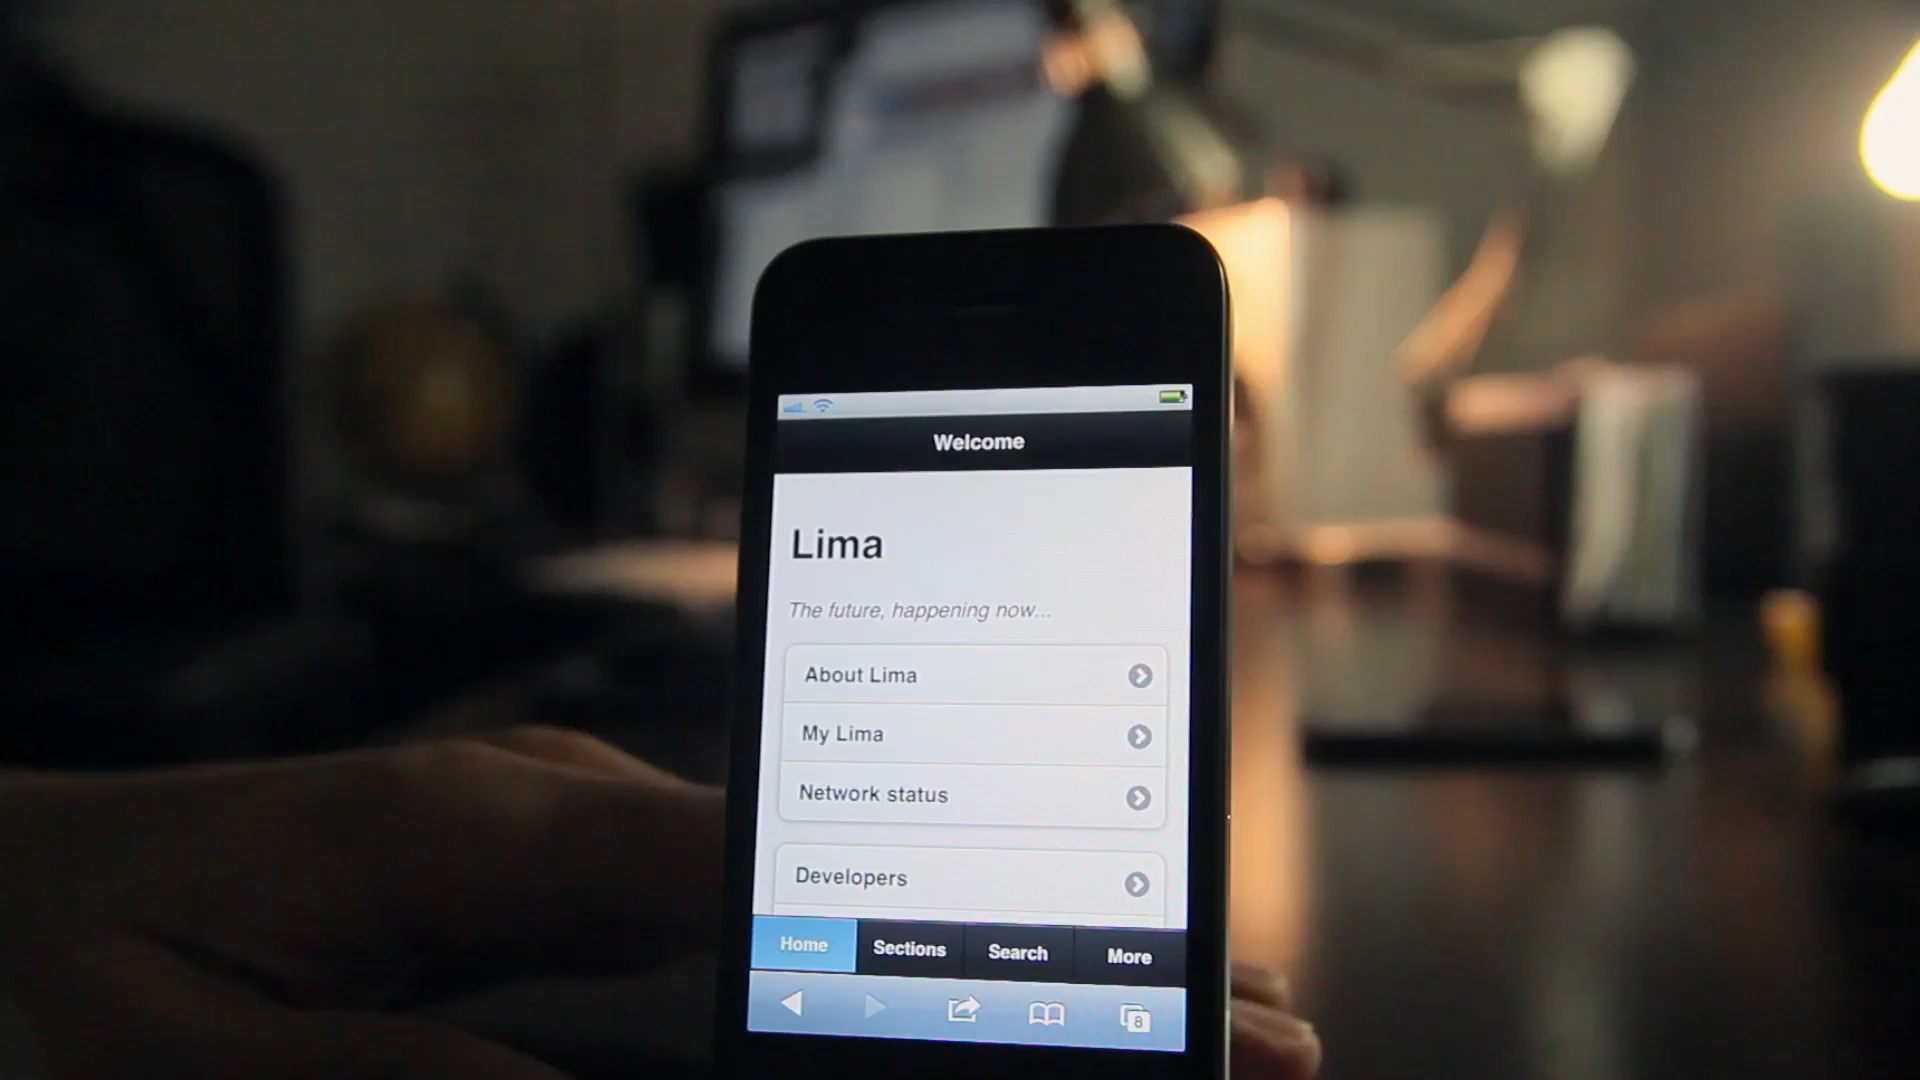 Welcome
Lima
The future, happening now...
About Lima
My Lima
Network status
Developers
Home
Sections
Search
More
8